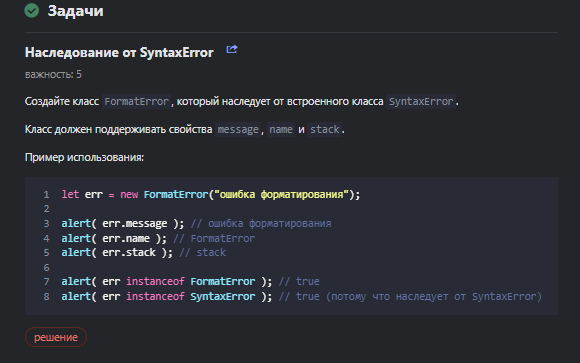 Задачи
Наследование от SyntaxError
важность: 5
Создайте класс FormatError, который наследует от встроенного класса SyntaxError.
Класс должен поддерживать свойства message, name и stack.
Пример использования:
1 let err = new FormatError("ошибка форматирования");
2
3 alert( err.message ); // ошибка форматирования
4 alert( err.name ); // FormatError
5 alert( err.stack ); // stack
6
7 alert( err instanceof FormatError ); // true
8 alert( err instanceof SyntaxError ); // true (потому что наследует от SyntaxError)
решение